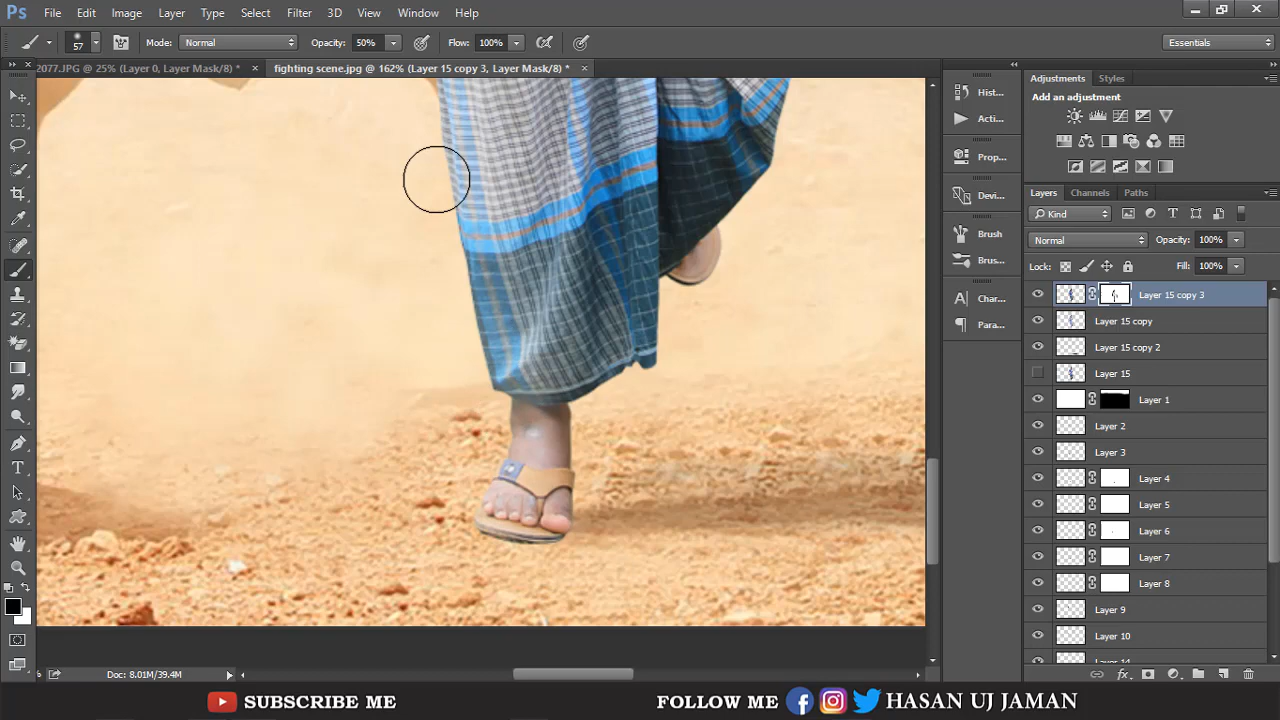 Ps File Edit Image Layer Type Select Filter 3D View Window Help
57 Mode: Normal Opacity: 50% Flow: 100% Essentials
2077.JPG @ 25% (Layer 0, Layer Mask/8) * × fighting scene.jpg @ 162% (Layer 15 copy 3, Layer Mask/8) * ×
Hist...
Acti...
Prop...
Devi...
Brush
Brus...
Char...
Para...
Adjustments Styles
Add an adjustment
Layers Channels Paths
Kind
Normal Opacity: 100%
Lock: Fill: 100%
Layer 15 copy 3
Layer 15 copy
Layer 15 copy 2
Layer 15
Layer 1
Layer 2
Layer 3
Layer 4
Layer 5
Layer 6
Layer 7
Layer 8
Layer 9
Layer 10
Doc: 8.01M/39.4M
SUBSCRIBE ME FOLLOW ME HASAN UJ JAMAN